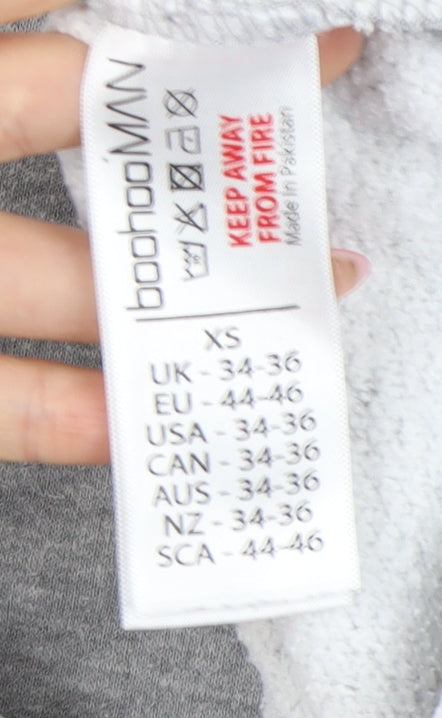 boohooMAN
KEEP AWAY
FROM FIRE
Made In Pakistan
XS
UK - 34-36
EU - 44-46
USA - 34-36
CAN - 34-36
AUS - 34-36
NZ - 34-36
SCA - 44-46